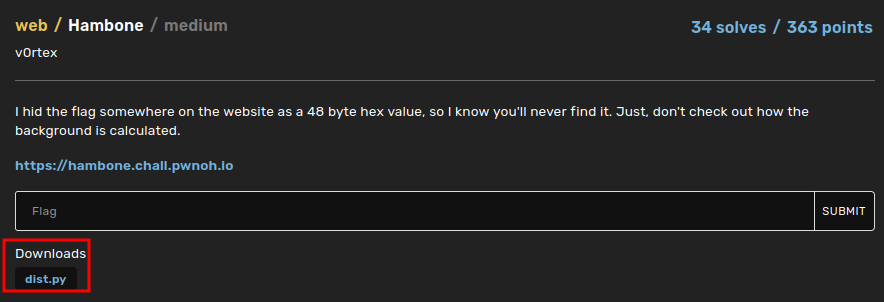 web / Hambone / medium
34 solves / 363 points
v0rtex
I hid the flag somewhere on the website as a 48 byte hex value, so I know you'll never find it. Just, don't check out how the
background is calculated.
https://hambone.chall.pwnoh.io
Flag
SUBMIT
Downloads
dist.py